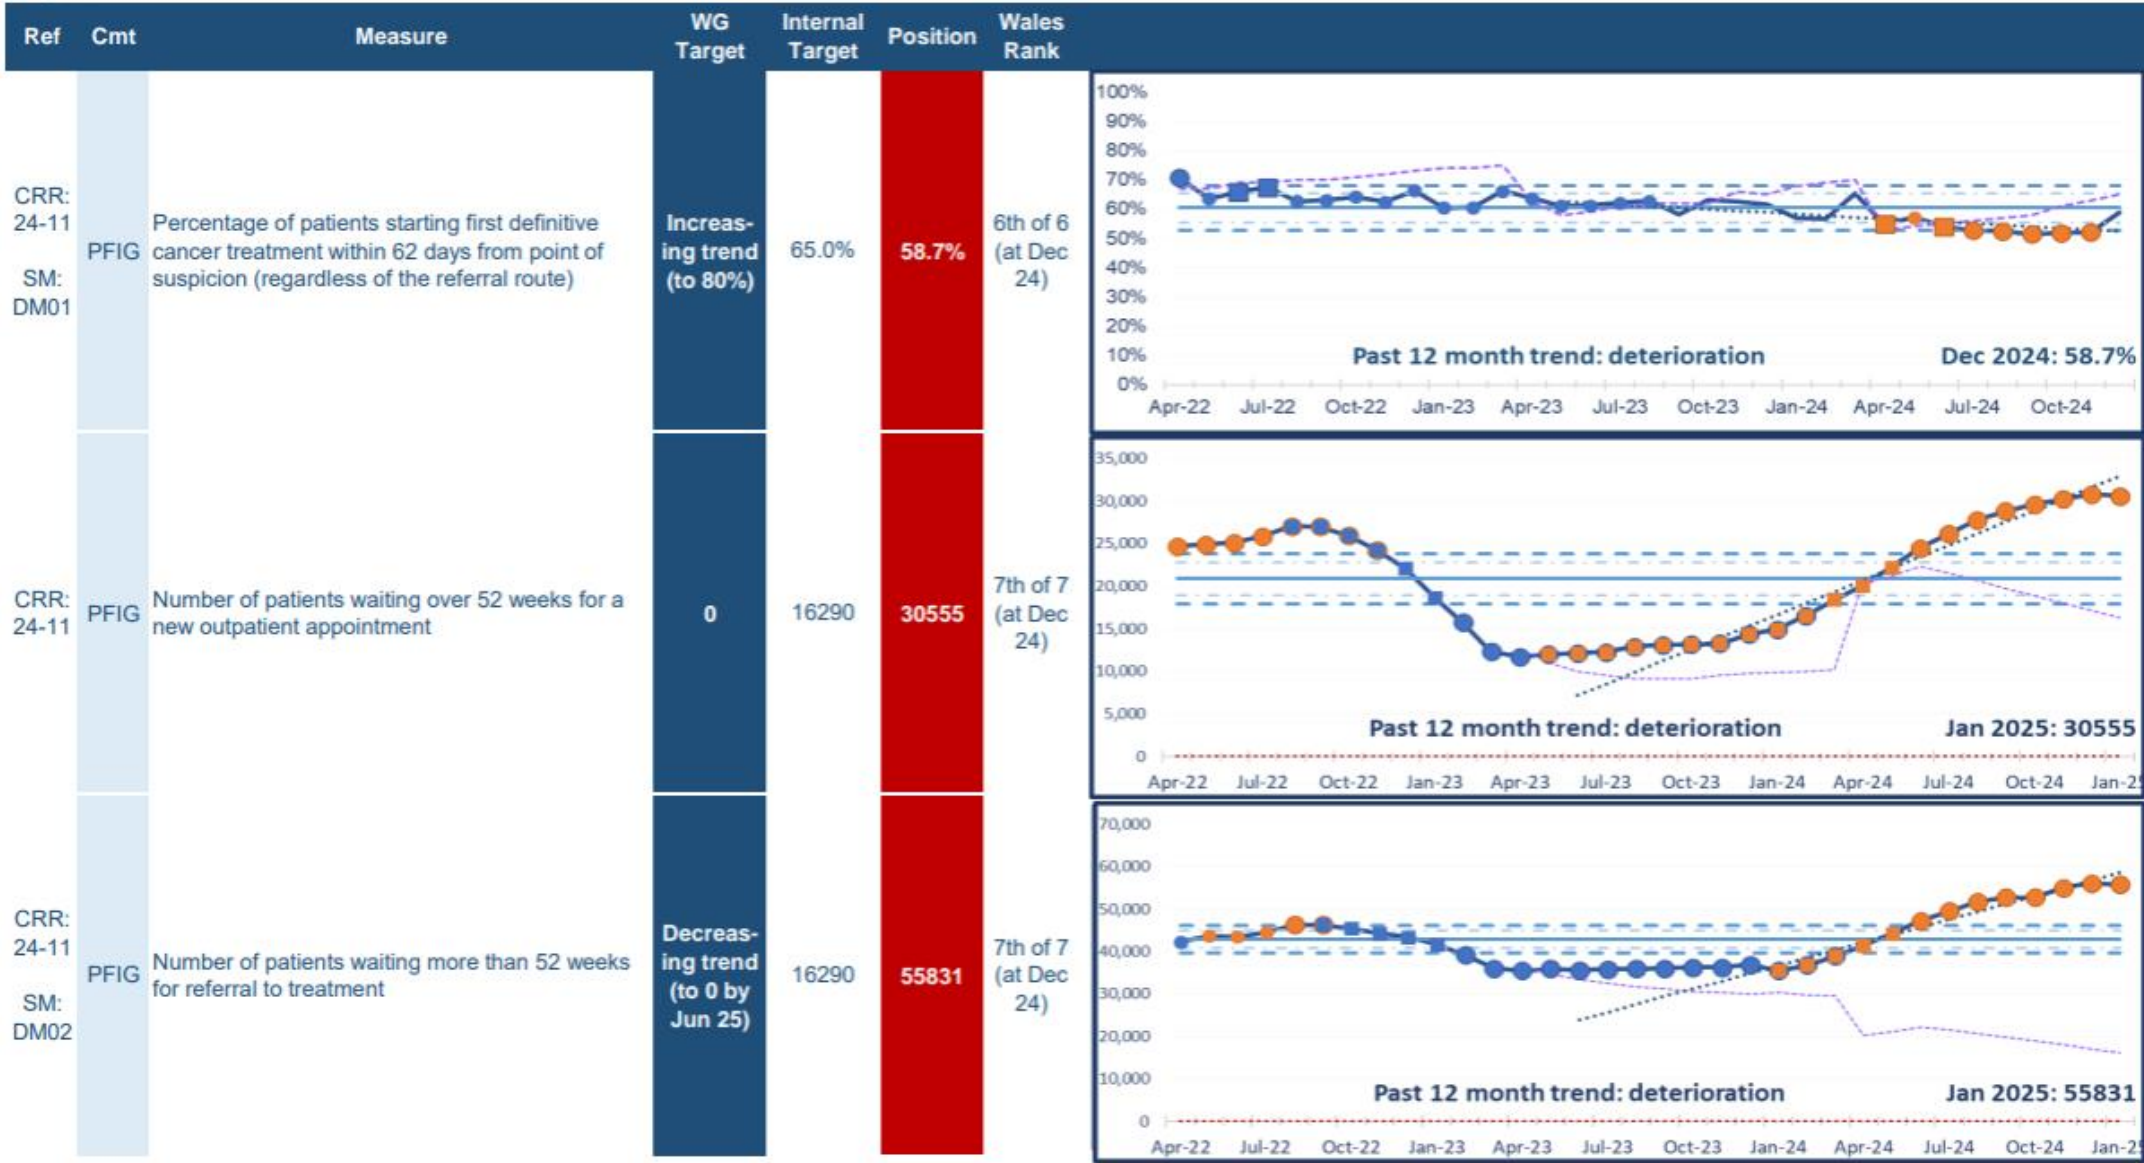 Ref Cmt Measure WG Target Internal Target Position Wales Rank
CRR: 24-11
SM: DM01
PFIG
Percentage of patients starting first definitive
cancer treatment within 62 days from point of
suspicion (regardless of the referral route)
Increas-
ing trend
(to 80%)
65.0%
58.7%
6th of 6
(at Dec
24)
100%
90%
80%
70%
60%
50%
40%
30%
20%
10%
0%
Past 12 month trend: deterioration
Dec 2024: 58.7%
Apr-22 Jul-22 Oct-22 Jan-23 Apr-23 Jul-23 Oct-23 Jan-24 Apr-24 Jul-24 Oct-24
CRR:
24-11
PFIG
Number of patients waiting over 52 weeks for a
new outpatient appointment
0
16290
30555
7th of 7
(at Dec
24)
35,000
30,000
25,000
20,000
15,000
10,000
5,000
0
Past 12 month trend: deterioration
Jan 2025: 30555
Apr-22 Jul-22 Oct-22 Jan-23 Apr-23 Jul-23 Oct-23 Jan-24 Apr-24 Jul-24 Oct-24 Jan-25
CRR:
24-11
SM:
DM02
PFIG
Number of patients waiting more than 52 weeks
for referral to treatment
Decreas-
ing trend
(to 0 by
Jun 25)
16290
55831
7th of 7
(at Dec
24)
70,000
60,000
50,000
40,000
30,000
20,000
10,000
0
Past 12 month trend: deterioration
Jan 2025: 55831
Apr-22 Jul-22 Oct-22 Jan-23 Apr-23 Jul-23 Oct-23 Jan-24 Apr-24 Jul-24 Oct-24 Jan-25